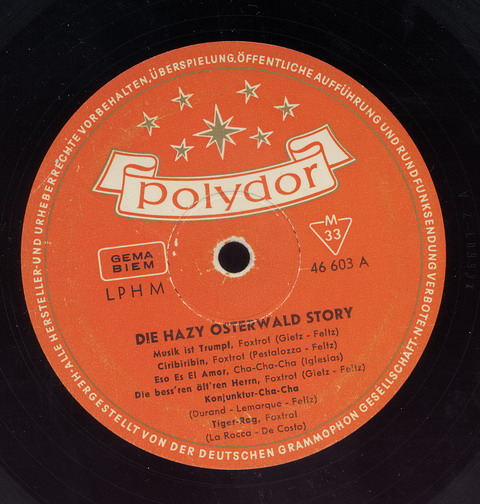 ALLE HERSTELLER- UND URHEBERRECHTE VORBEHALTEN, ÜBERSPIELUNG, ÖFFENTLICHE AUFFÜHRUNG UND RUNDFUNKSENDUNG VERBOTEN
HERGESTELLT VON DER DEUTSCHEN GRAMMOPHON GESELLSCHAFT
polydor
GEMA
BIEM
M
33
LPHM
46 603 A
DIE HAZY OSTERWALD STORY
Musik ist Trumpf, Foxtrot (Gietz - Feltz)
Ciribiribin, Foxtrot (Pestalozza - Feltz)
Eso Es El Amor, Cha-Cha-Cha (Iglesias)
Die bess'ren ält'ren Herrn, Foxtrot (Gietz - Feltz)
Konjunktur-Cha-Cha
(Durand - Lemarque - Feltz)
Tiger-Rag, Foxtrot
(La Rocca - De Costa)